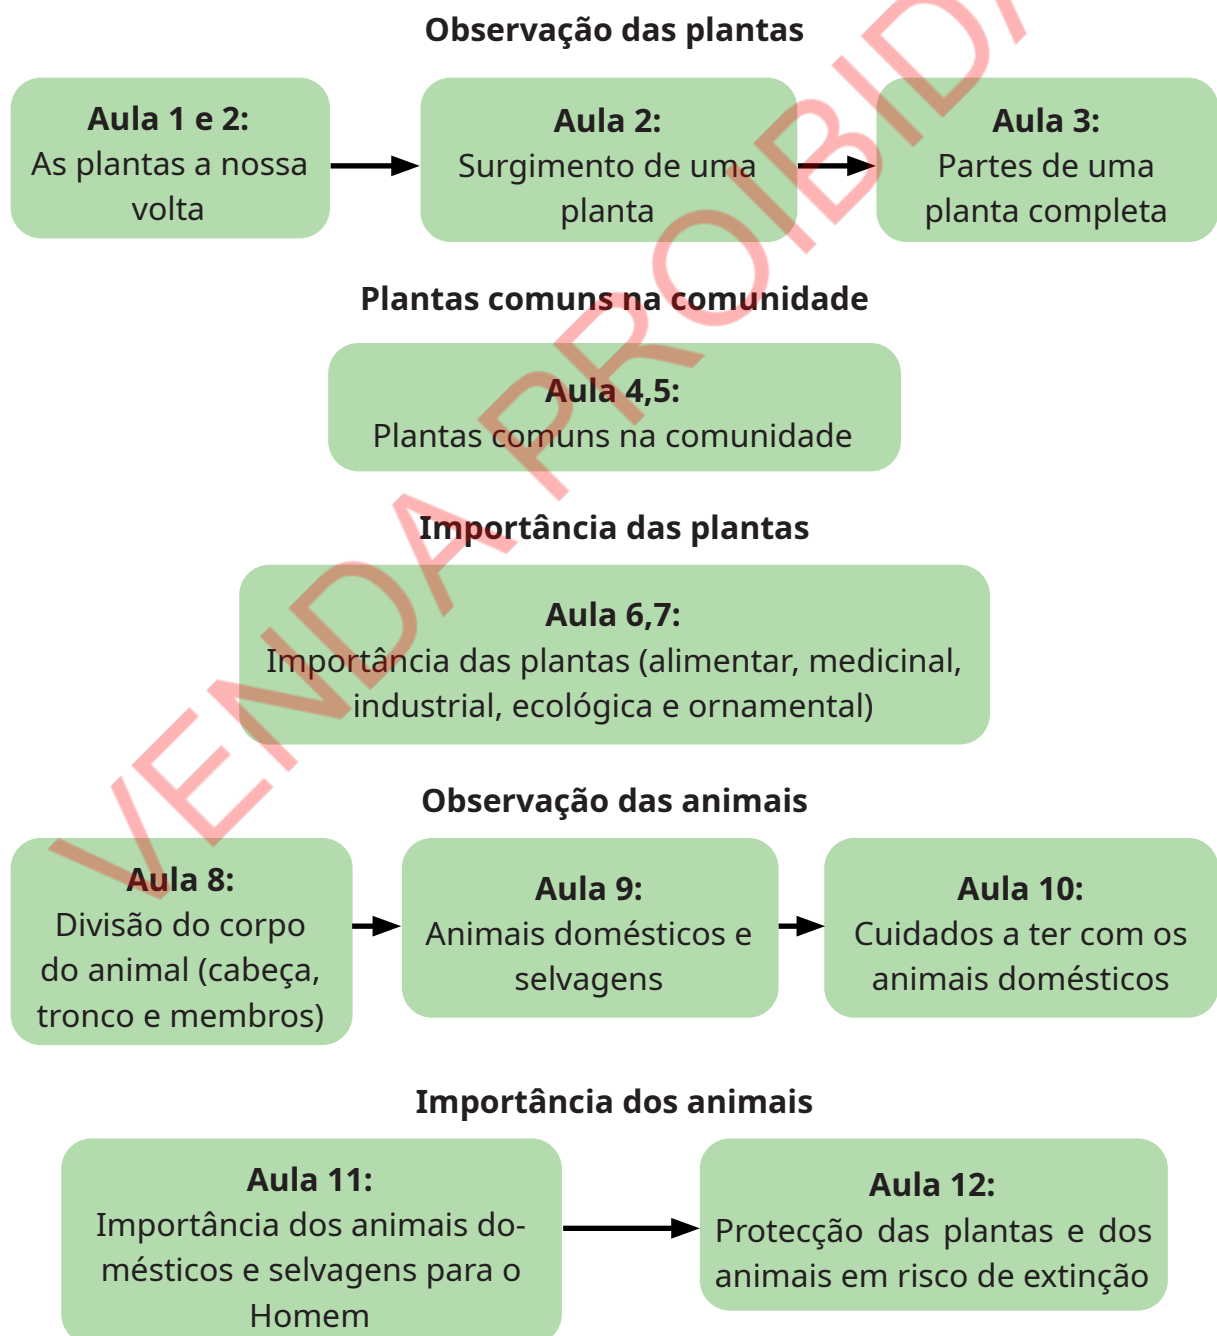 Observação das plantas
Aula 1 e 2:
As plantas a nossa
volta
Aula 2:
Surgimento de uma
planta
Aula 3:
Partes de uma
planta completa
Plantas comuns na comunidade
Aula 4,5:
Plantas comuns na comunidade
Importância das plantas
Aula 6,7:
Importância das plantas (alimentar, medicinal,
industrial, ecológica e ornamental)
Observação das animais
Aula 8:
Divisão do corpo
do animal (cabeça,
tronco e membros)
Aula 9:
Animais domésticos e
selvagens
Aula 10:
Cuidados a ter com os
animais domésticos
Importância dos animais
Aula 11:
Importância dos animais do-
mésticos e selvagens para o
Homem
Aula 12:
Protecção das plantas e dos
animais em risco de extinção
VENDA PROIBIDA